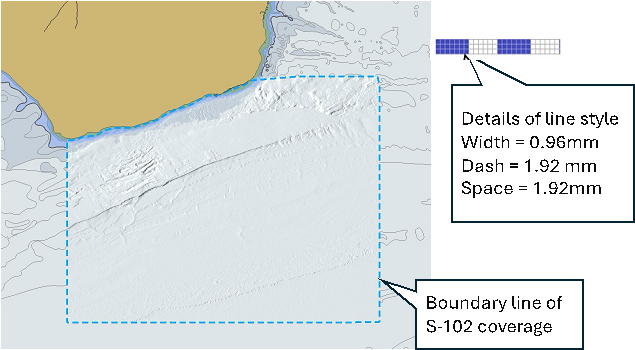 Details of line style
Width = 0.96mm
Dash = 1.92 mm
Space = 1.92mm
Boundary line of
S-102 coverage